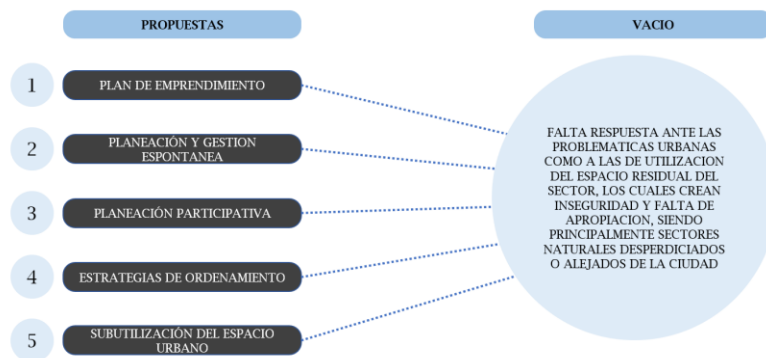 PROPUESTAS
VACIO
1
PLAN DE EMPRENDIMIENTO
2
PLANEACIÓN Y GESTION
ESPONTANEA
3
PLANEACIÓN PARTICIPATIVA
4
ESTRATEGIAS DE ORDENAMIENTO
5
SUBUTILIZACIÓN DEL ESPACIO
URBANO
FALTA RESPUESTA ANTE LAS
PROBLEMATICAS URBANAS
COMO A LAS DE UTILIZACION
DEL ESPACIO RESIDUAL DEL
SECTOR, LOS CUALES CREAN
INSEGURIDAD Y FALTA DE
APROPIACION, SIENDO
PRINCIPALMENTE SECTORES
NATURALES DESPERDICIADOS
O ALEJADOS DE LA CIUDAD